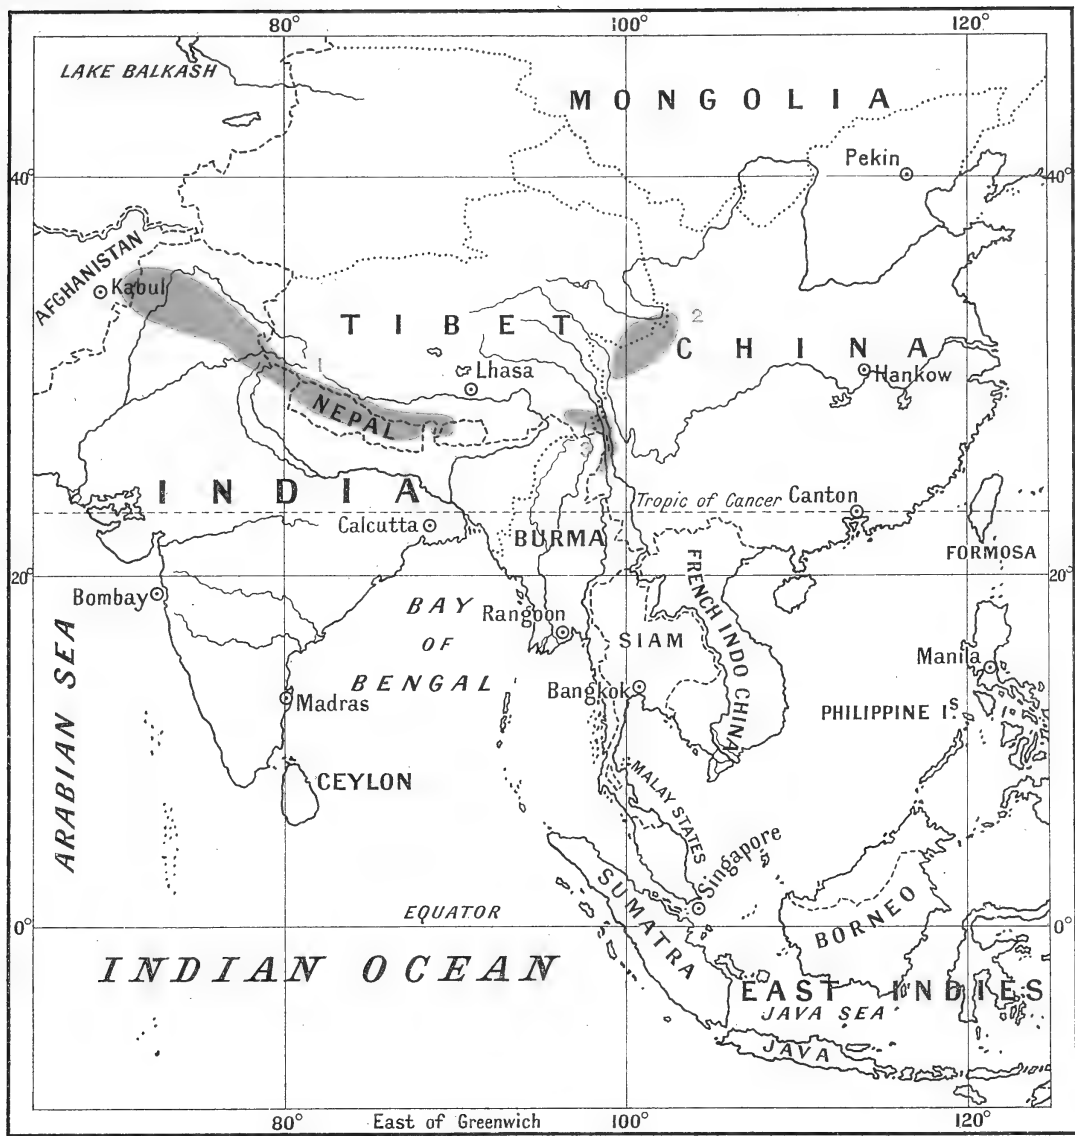 80° 100° 120°
LAKE BALKASH
MONGOLIA
Pekin
40° 40°
AFGHANISTAN
Kabul
2
TIBET
CHINA
1
Lhasa
Hankow
NEPAL
3
INDIA
Tropic of Cancer
Canton
Calcutta
BURMA
FORMOSA
20° 20°
FRENCH INDO CHINA
Bombay
BAY
OF
BENGAL
Rangoon
SIAM
Manila
ARABIAN SEA
Bangkok
Madras
PHILIPPINE Iˢ.
CEYLON
MALAY STATES
Singapore
SUMATRA
BORNEO
EQUATOR
0° 0°
INDIAN OCEAN
EAST INDIES
JAVA SEA
JAVA
80° East of Greenwich 100° 120°